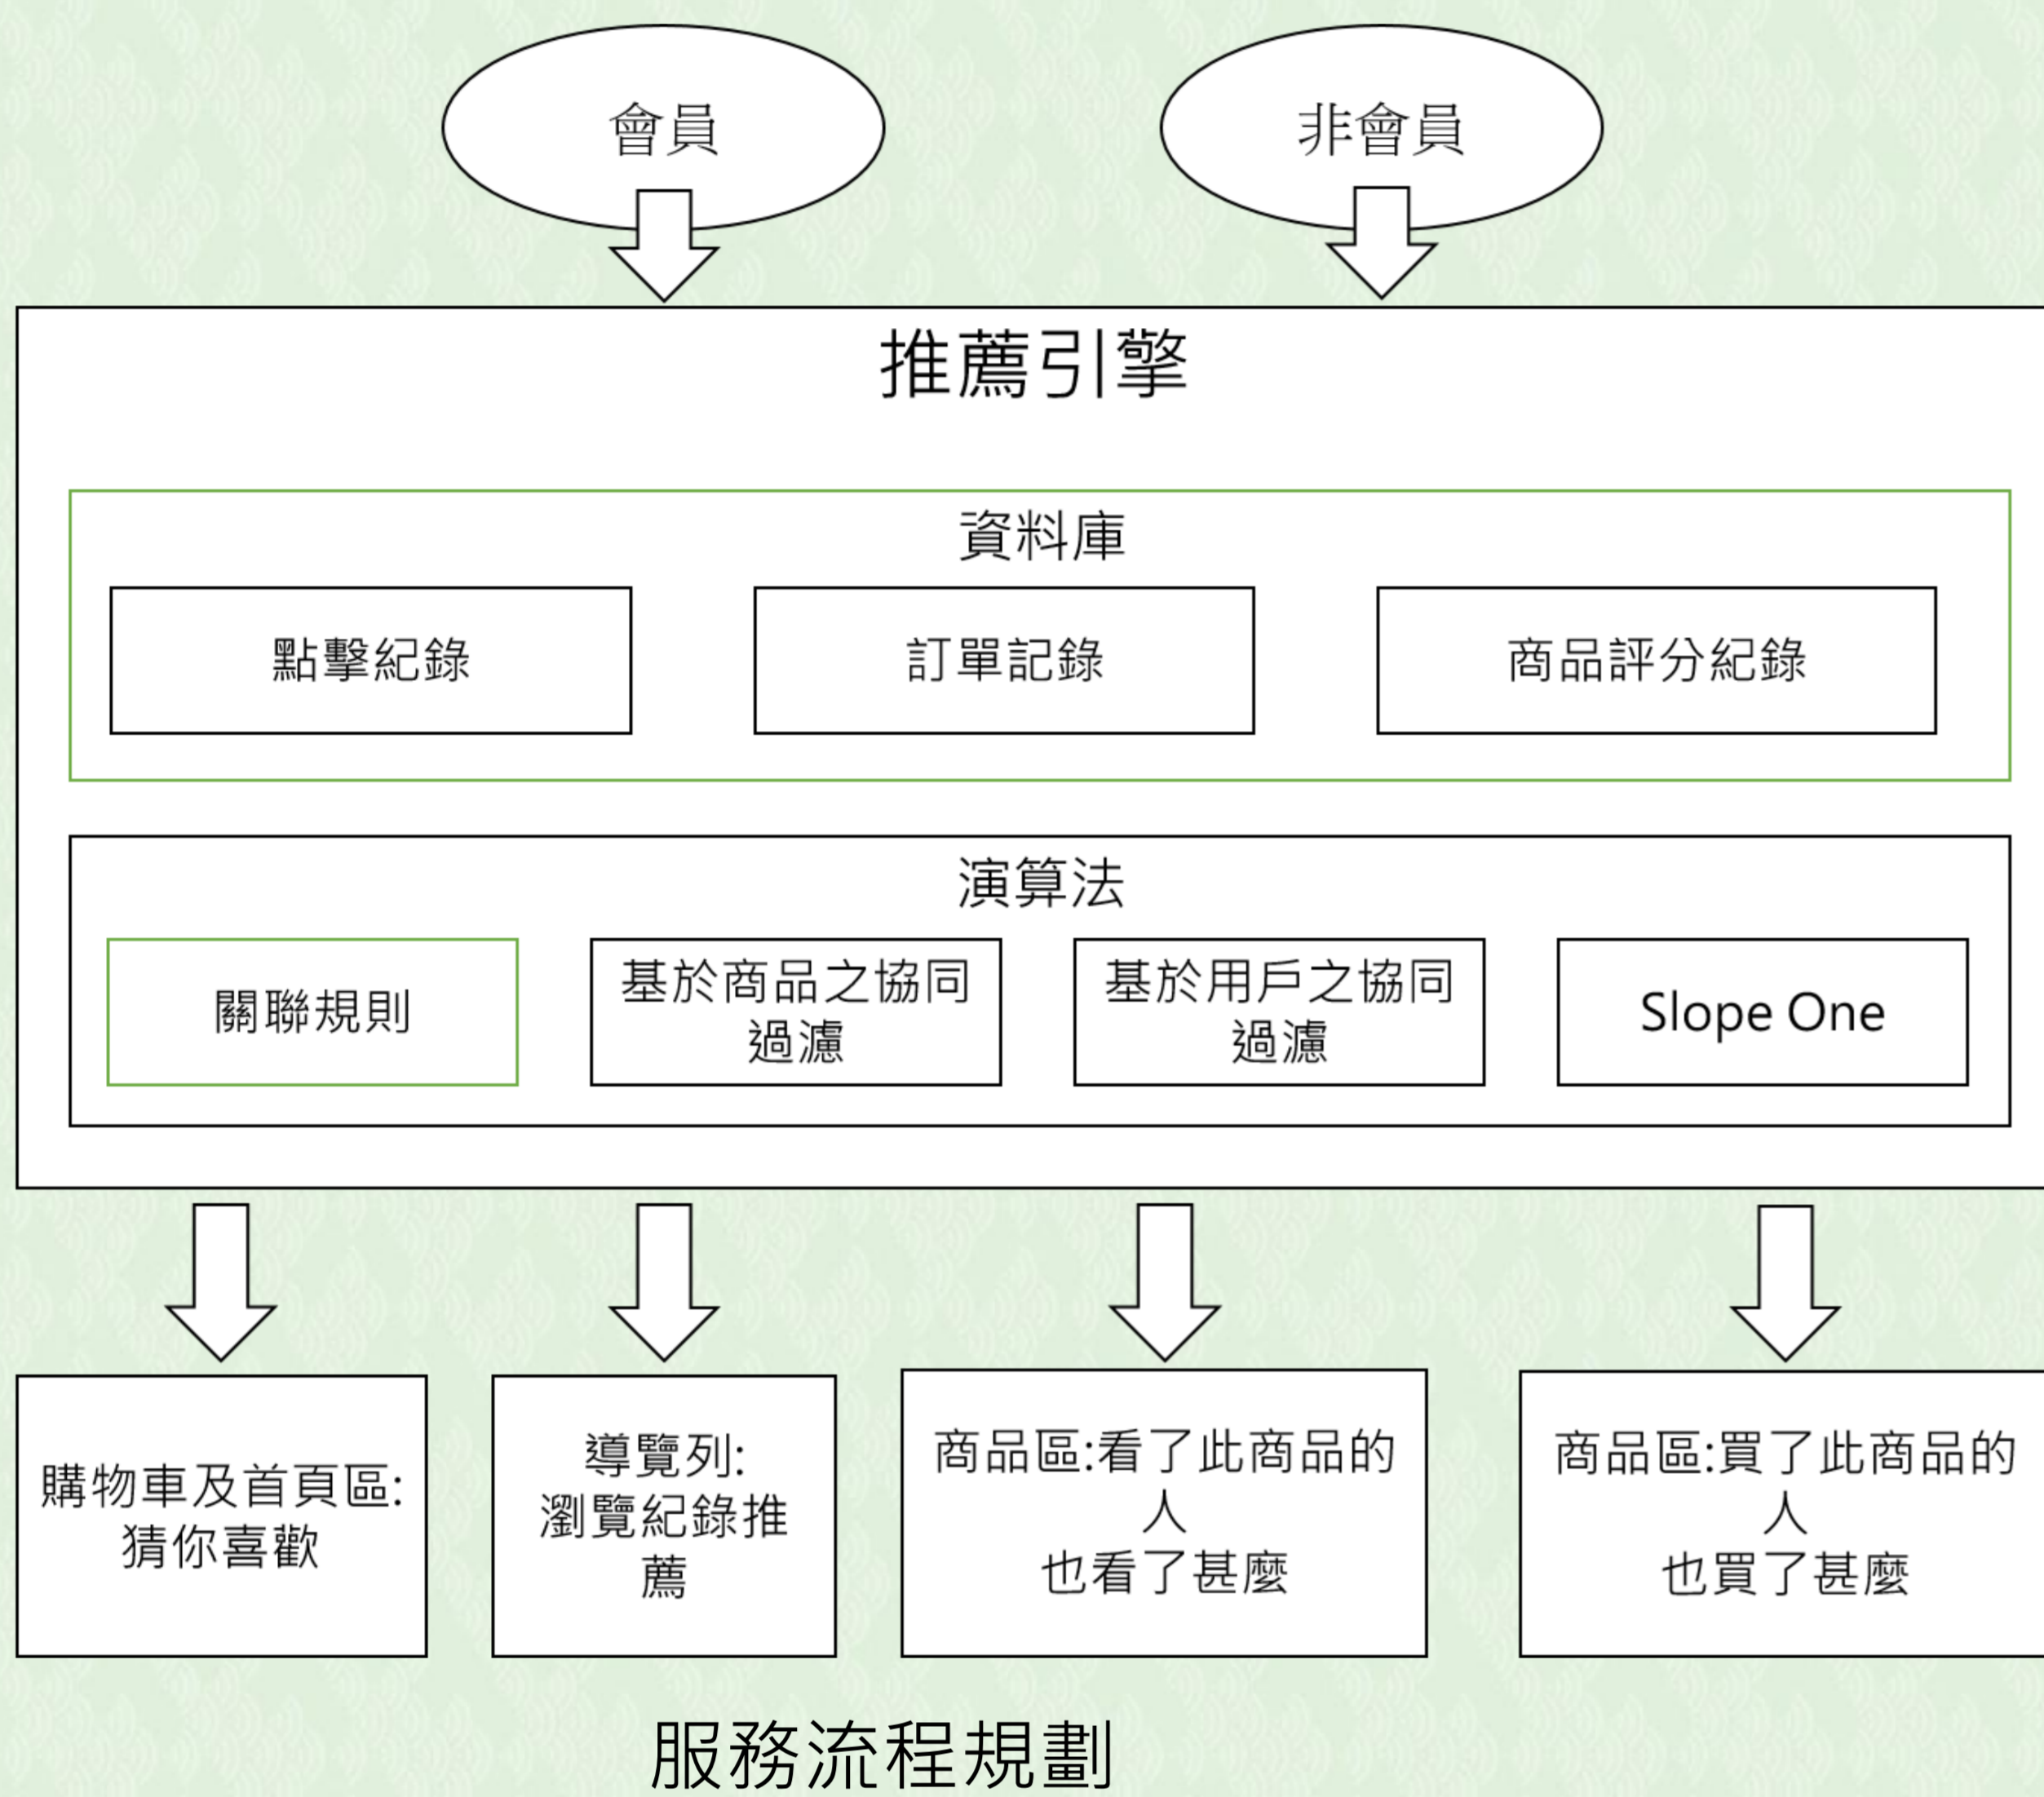 會員
非會員
推薦引擎
資料庫
點擊紀錄
訂單記錄
商品評分紀錄
演算法
關聯規則
基於商品之協同
過濾
基於用戶之協同
過濾
Slope One
購物車及首頁區:
猜你喜歡
導覽列:
瀏覽紀錄推
薦
商品區:看了此商品的
人
也看了甚麼
商品區:買了此商品的
人
也買了甚麼
服務流程規劃